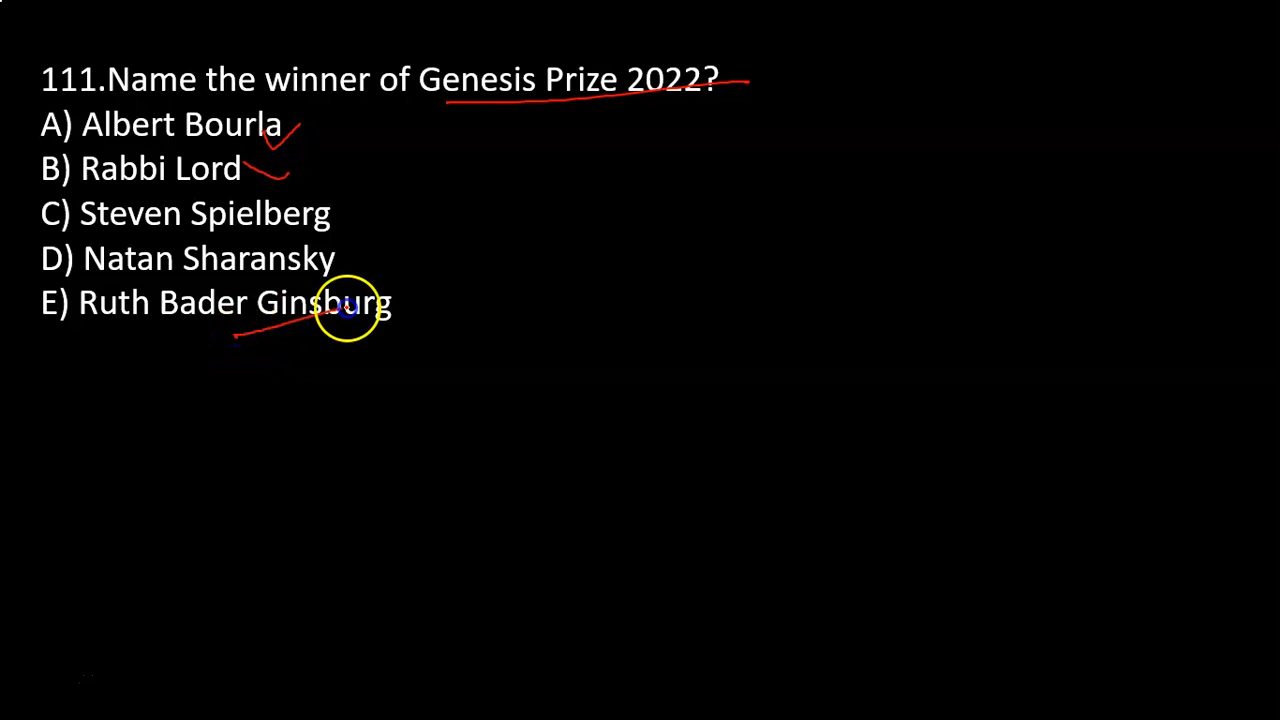 111.Name the winner of Genesis Prize 2022?
A) Albert Bourla
B) Rabbi Lord
C) Steven Spielberg
D) Natan Sharansky
E) Ruth Bader Ginsburg